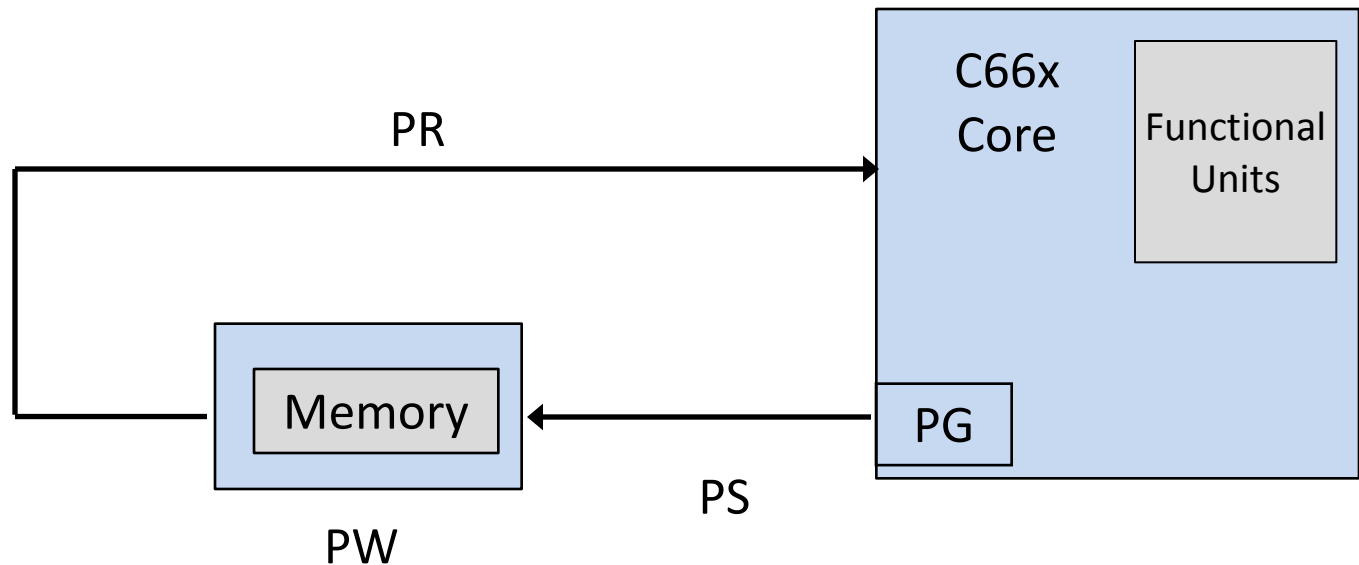 C66x
Core
Functional
Units
PR
Memory
PG
PS
PW